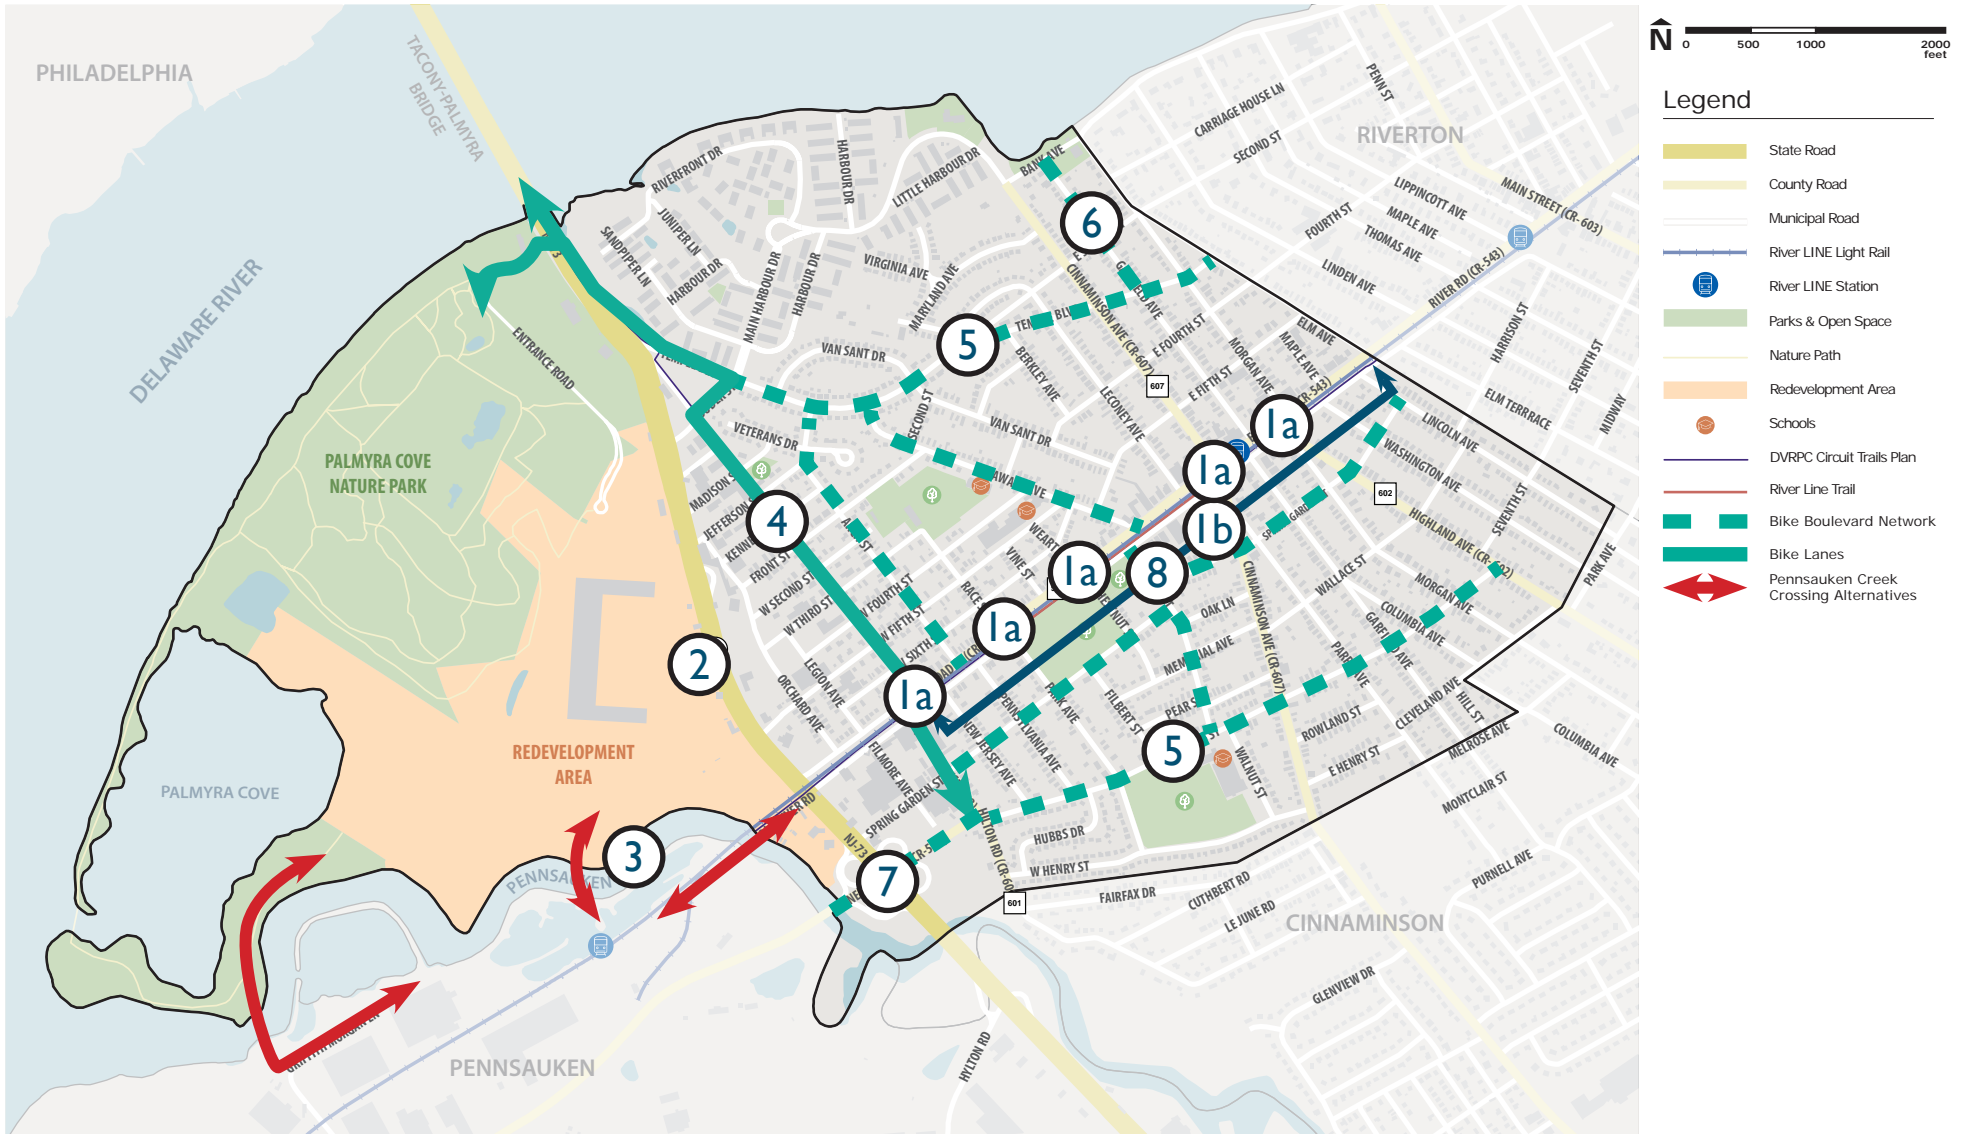 PHILADELPHIA
TACONY-PALMYRA
BRIDGE
DELAWARE RIVER
RIVERTON
CARRIAGE HOUSE LN
SECOND ST
PENN ST
MAIN STREET (CR-603)
LIPPINCOTT AVE
MAPLE AVE
FOURTH ST
THOMAS AVE
LINDEN AVE
RIVER RD (CR-543)
HARRISON ST
SEVENTH ST
ELM TERRACE
MIDWAY
RIVERFRONT DR
HARBOUR DR
LITTLE HARBOUR DR
BANK AVE
JUNIPER LN
SANDPIPER LN
HARBOUR DR
MAIN HARBOUR DR
HARBOUR DR
VIRGINIA AVE
MARYLAND AVE
CINNAMINSON AVE (CR-607)
6
5
E FOURTH ST
ELM AVE
MAPLE AVE
MORGAN AVE
E FIFTH ST
BERKLEY AVE
LECONEY AVE
607
VAN SANT DR
SECOND ST
VAN SANT DR
VETERANS DR
ENTRANCE ROAD
PALMYRA COVE
NATURE PARK
1a
1a
1b
1a
8
1a
1a
4
LINCOLN AVE
WASHINGTON AVE
602
HIGHLAND AVE (CR-602)
SEVENTH ST
PARK AVE
FRONT ST
W SECOND ST
W THIRD ST
W FOURTH ST
W FIFTH ST
VINE ST
OAK LN
WALLACE ST
MORGAN AVE
COLUMBIA AVE
CINNAMINSON AVE (CR-607)
2
LEGION AVE
ORCHARD AVE
PENNSYLVANIA AVE
NEW JERSEY AVE
FILBERT ST
5
WALNUT ST
ROWLAND ST
CLEVELAND AVE
HILL ST
MELROSE AVE
E HENRY ST
COLUMBIA AVE
MONTCLAIR ST
REDEVELOPMENT
AREA
PALMYRA COVE
FILMORE AVE
SPRING GARDEN ST
3
NJ-73
7
HUBBS DR
W HENRY ST
601
FAIRFAX DR
CUTHBERT RD
LE JUNE RD
PURNELL AVE
CINNAMINSON
GLENVIEW DR
HYLTON RD
PENNSAUKEN
N
0 500 1000 2000
feet
Legend
State Road
County Road
Municipal Road
River LINE Light Rail
River LINE Station
Parks & Open Space
Nature Path
Redevelopment Area
Schools
DVRPC Circuit Trails Plan
River Line Trail
Bike Boulevard Network
Bike Lanes
Pennsauken Creek
Crossing Alternatives